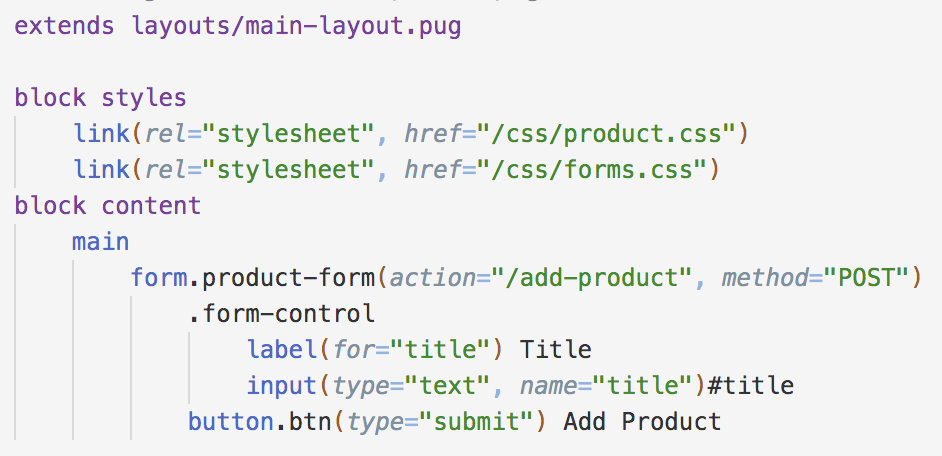 extends layouts/main-layout.pug
block styles
link(rel="stylesheet", href="/css/product.css")
link(rel="stylesheet", href="/css/forms.css")
block content
main
form.product-form(action="/add-product", method="POST")
.form-control
label(for="title") Title
input(type="text", name="title")#title
button.btn(type="submit") Add Product